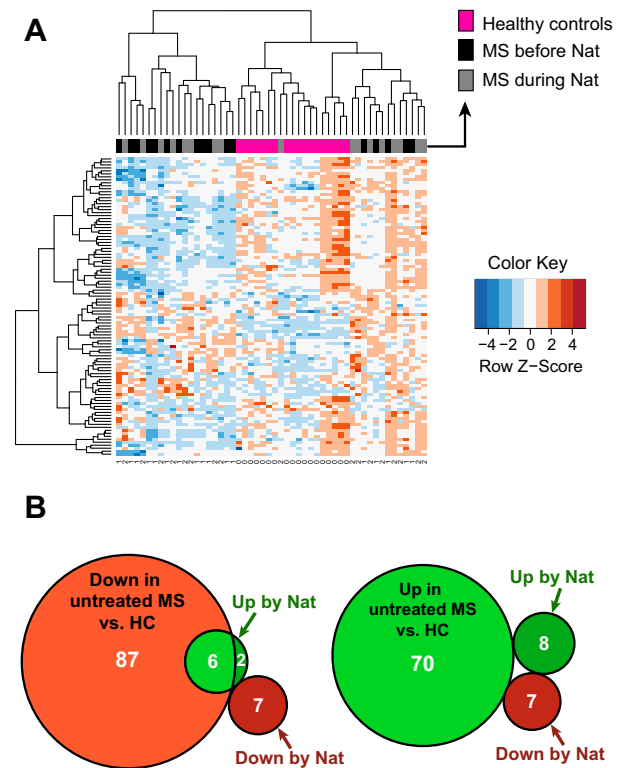 A
Healthy controls
MS before Nat
MS during Nat
Color Key
−4 −2 0 2 4
Row Z−Score
B
Down in
untreated MS
vs. HC
87
6
2
Up by Nat
7
Down by Nat
Up in
untreated MS
vs. HC
70
Up by Nat
8
7
Down by Nat